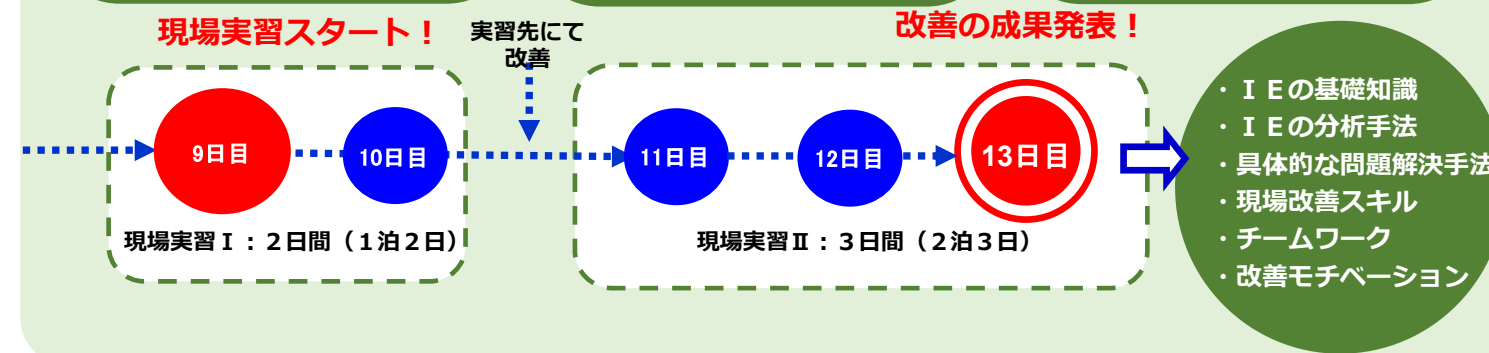 現場実習スタート！
実習先にて
改善
改善の成果発表！
9日目
10日目
11日目
12日目
13日目
現場実習Ⅰ：２日間（１泊２日）
現場実習Ⅱ：３日間（２泊３日）
・ＩＥの基礎知識
・ＩＥの分析手法
・具体的な問題解決手法
・現場改善スキル
・チームワーク
・改善モチベーション